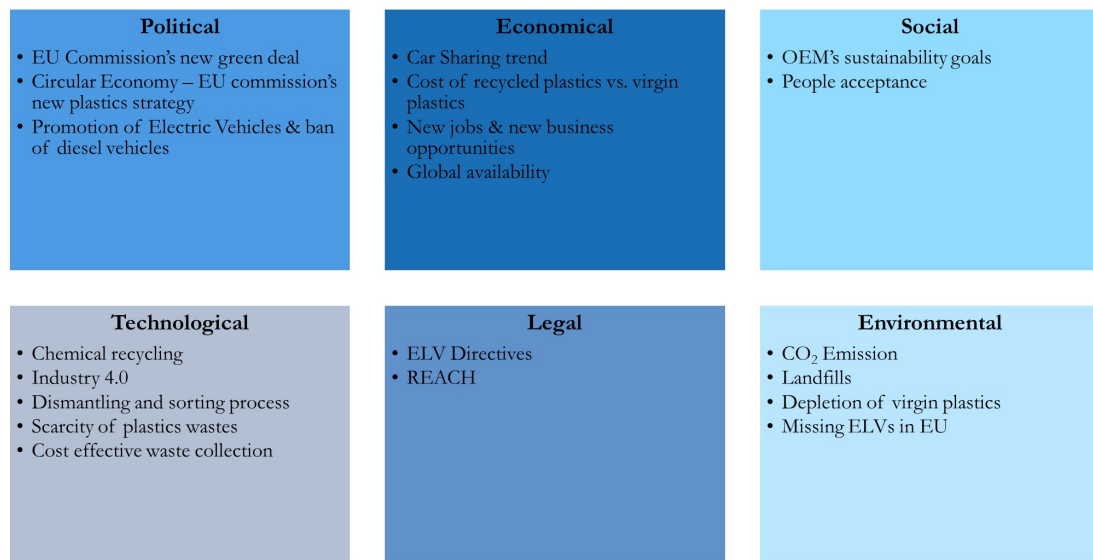 Political
• EU Commission's new green deal
• Circular Economy – EU commission's
new plastics strategy
• Promotion of Electric Vehicles & ban
of diesel vehicles
Economical
• Car Sharing trend
• Cost of recycled plastics vs. virgin
plastics
• New jobs & new business
opportunities
• Global availability
Social
• OEM's sustainability goals
• People acceptance
Technological
• Chemical recycling
• Industry 4.0
• Dismantling and sorting process
• Scarcity of plastics wastes
• Cost effective waste collection
Legal
• ELV Directives
• REACH
Environmental
• CO₂ Emission
• Landfills
• Depletion of virgin plastics
• Missing ELVs in EU